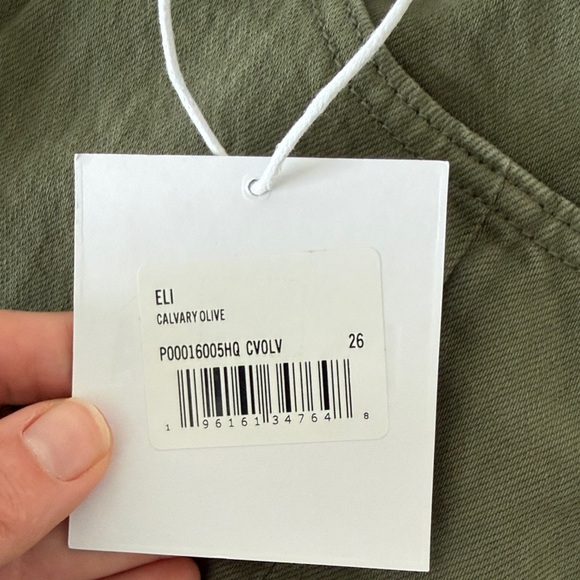 ELI
CALVARY OLIVE
P00016005HQ CVOLV 26
1 96161 34764 8